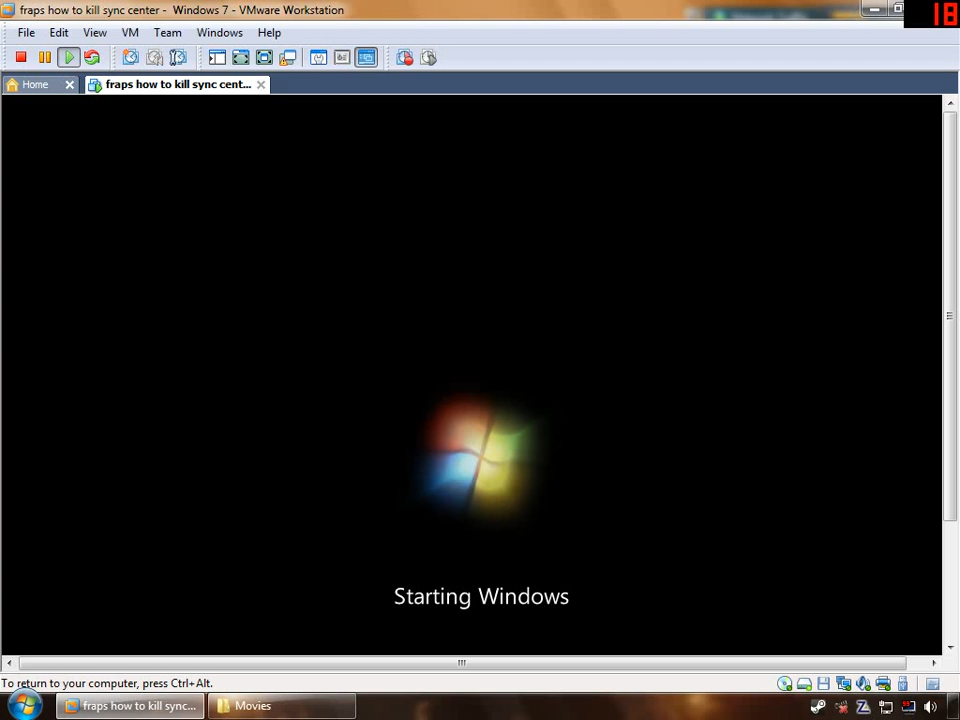 fraps how to kill sync center - Windows 7 - VMware Workstation
18
File Edit View VM Team Windows Help
Home fraps how to kill sync cent...
Starting Windows
To return to your computer, press Ctrl+Alt.
fraps how to kill sync... Movies